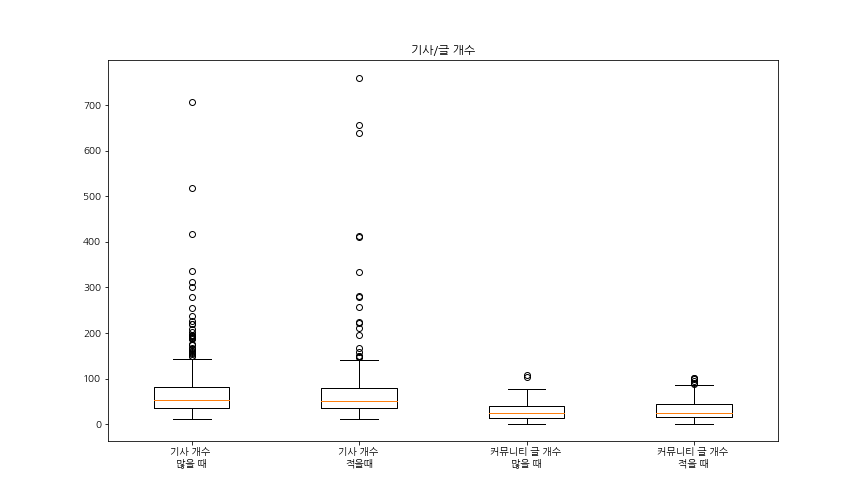 기사/글 개수
700
600
500
400
300
200
100
0
기사 개수
많을 때
기사 개수
적을때
커뮤니티 글 개수
많을 때
커뮤니티 글 개수
적을 때